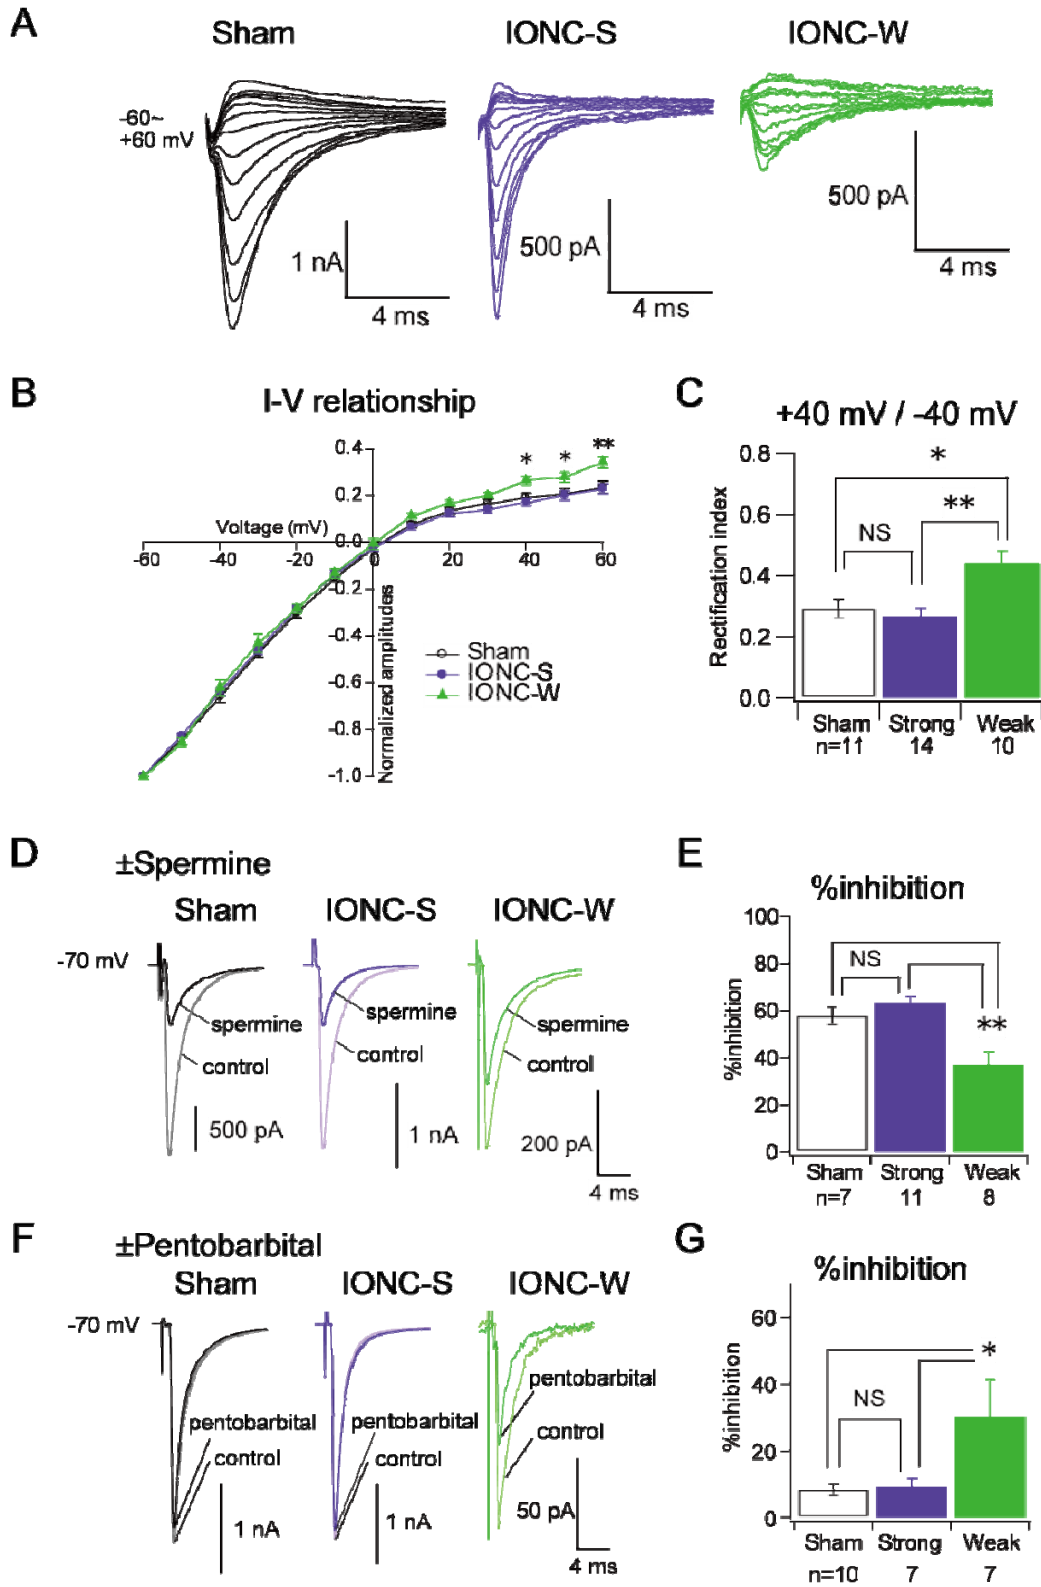 A
Sham
IONC-S
IONC-W
-60~
+60 mV
1 nA
4 ms
500 pA
4 ms
500 pA
4 ms
B
I-V relationship
0.4
0.2
0.0
-0.2
-0.4
-0.6
-0.8
-1.0
Voltage (mV)
-60
-40
-20
0
20
40
60
* * **
Normalized amplitudes
Sham
IONC-S
IONC-W
C
+40 mV / -40 mV
Rectification index
0.8
0.6
0.4
0.2
0.0
*
**
NS
Sham Strong Weak
n=11 14 10
D
±Spermine
Sham
IONC-S
IONC-W
-70 mV
spermine
control
500 pA
spermine
control
1 nA
spermine
control
200 pA
4 ms
E
%inhibition
%inhibition
100
80
60
40
20
0
NS
**
Sham Strong Weak
n=7 11 8
F
±Pentobarbital
Sham
IONC-S
IONC-W
-70 mV
pentobarbital
control
1 nA
pentobarbital
control
1 nA
pentobarbital
control
50 pA
4 ms
G
%inhibition
%inhibition
60
40
20
0
NS
*
Sham Strong Weak
n=10 7 7